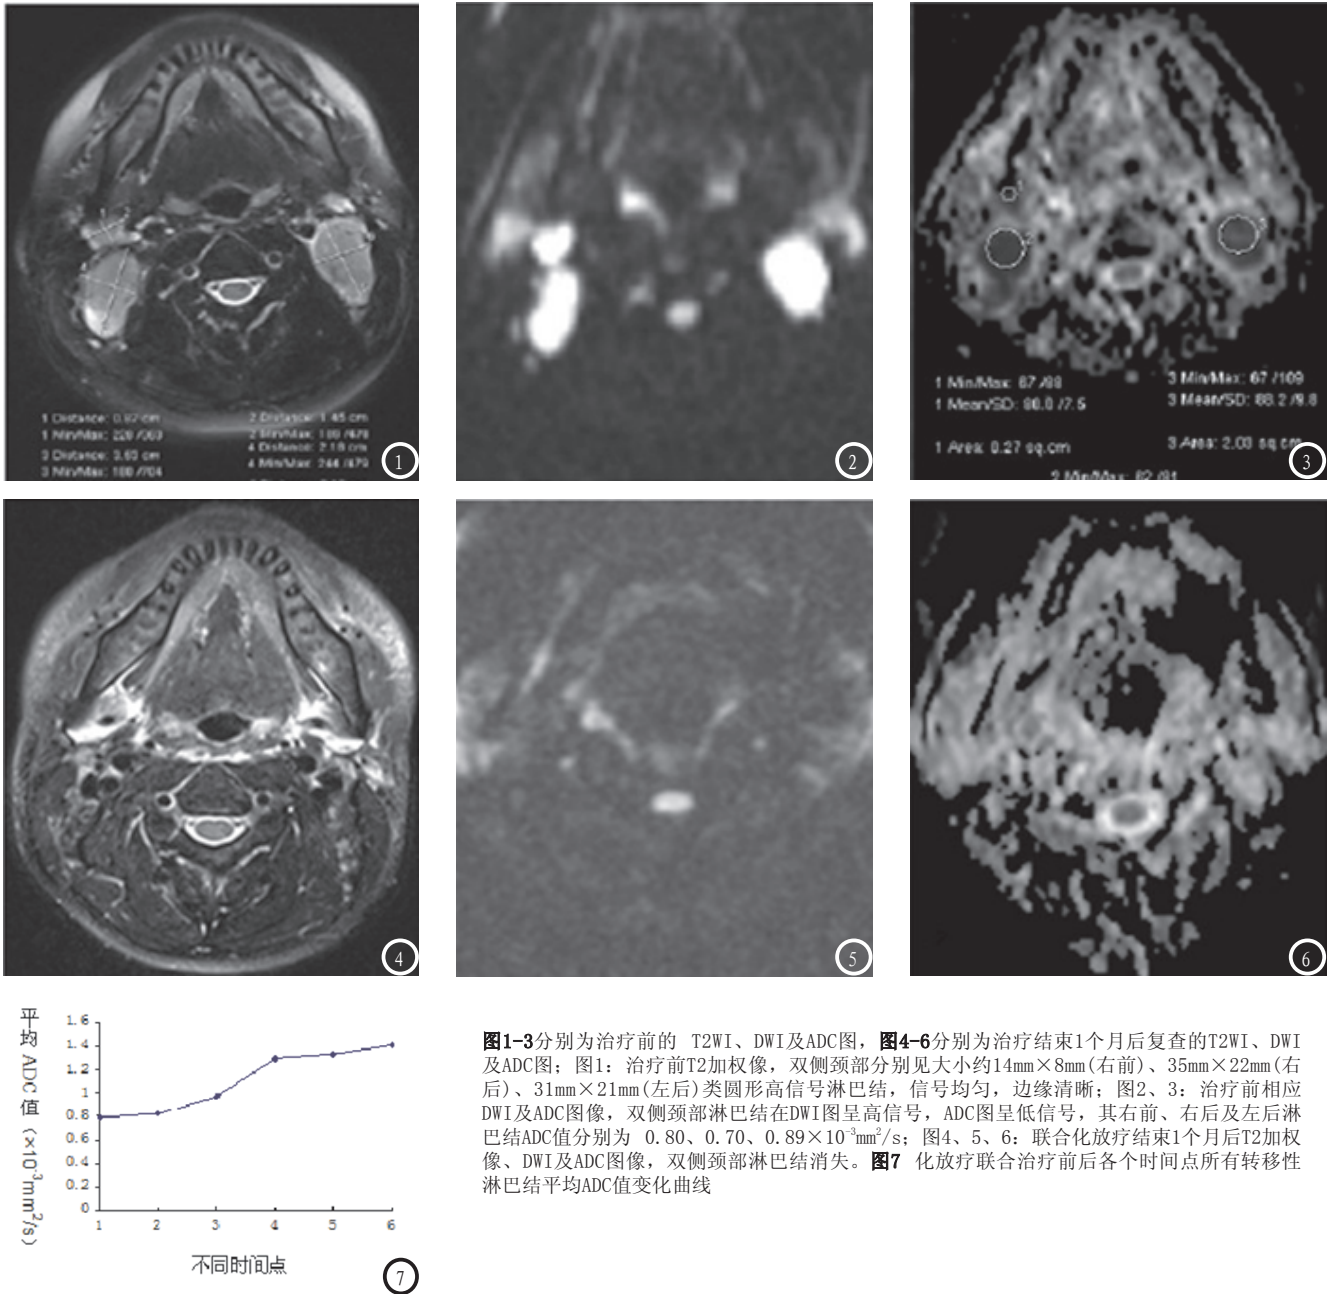 1 Distance: 0.87 cm
2 Distance: 1.45 cm
1 Min/Max:
2 Min/Max:
3 Distance: 3.63 cm
4 Distance: 2.18 cm
3 Min/Max:
4 Min/Max:
①
②
1 Min/Max: 67 /98
3 Min/Max: 67 /109
1 Mean/SD: 80.0 /7.5
3 Mean/SD: 88.2 /9.8
1 Area: 0.27 sq.cm
3 Area: 2.03 sq.cm
2 Min/Max: 62 /81
③
④
⑤
⑥
平均 ADC 值（×10⁻³mm²/s）
1.6
1.4
1.2
1
0.8
0.6
0.4
0.2
0
1 2 3 4 5 6
不同时间点
⑦
图1-3分别为治疗前的 T2WI、DWI及ADC图，图4-6分别为治疗结束1个月后复查的T2WI、DWI
及ADC图；图1：治疗前T2加权像，双侧颈部分别见大小约14mm×8mm(右前)、35mm×22mm(右
后)、31mm×21mm(左后)类圆形高信号淋巴结，信号均匀，边缘清晰；图2、3：治疗前相应
DWI及ADC图像，双侧颈部淋巴结在DWI图呈高信号，ADC图呈低信号，其右前、右后及左后淋
巴结ADC值分别为 0.80、0.70、0.89×10⁻³mm²/s；图4、5、6：联合化放疗结束1个月后T2加权
像、DWI及ADC图像，双侧颈部淋巴结消失。图7 化放疗联合治疗前后各个时间点所有转移性
淋巴结平均ADC值变化曲线